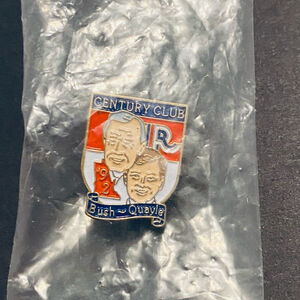 CENTURY CLUB
R
92
Bush - Quayle